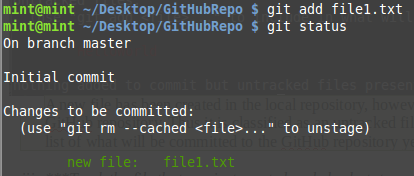 mint@mint ~/Desktop/GitHubRepo $ git add file1.txt
mint@mint ~/Desktop/GitHubRepo $ git status
On branch master
Initial commit
Changes to be committed:
(use "git rm --cached <file>..." to unstage)
new file: file1.txt